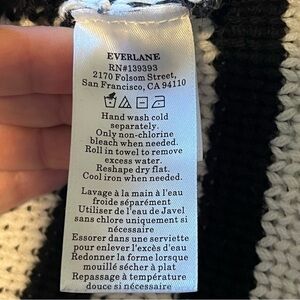 EVERLANE
RN#139393
2170 Folsom Street,
San Francisco, CA 94110
Hand wash cold
separately.
Only non-chlorine
bleach when needed.
Roll in towel to remove
excess water.
Reshape dry flat.
Cool iron when needed.
Lavage à la main à l'eau
froide séparément
Utiliser de l'eau de Javel
sans chlore uniquement si
nécessaire
Essorer dans une serviette
pour enlever l'excès d'eau
Redonner la forme lorsque
mouillé sécher à plat
Repassage à température
douce si nécessaire